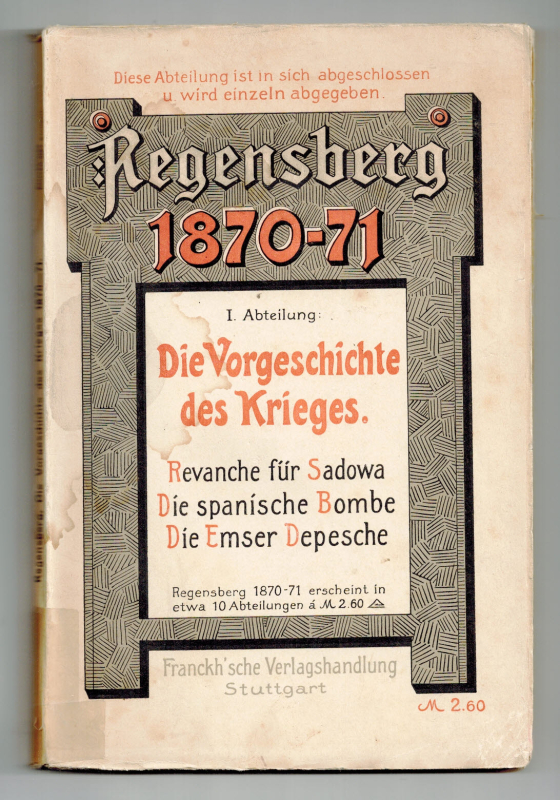 Diese Abteilung ist in sich abgeschlossen
u. wird einzeln abgegeben.
Regensberg
1870-71
I. Abteilung:
Die Vorgeschichte
des Krieges.
Revanche für Sadowa
Die spanische Bombe
Die Emser Depesche
Regensberg 1870-71 erscheint in
etwa 10 Abteilungen á M 2.60
Franckh'sche Verlagshandlung
Stuttgart
M 2.60
Regensberg, Die Vorgeschichte des Krieges 1870-71.